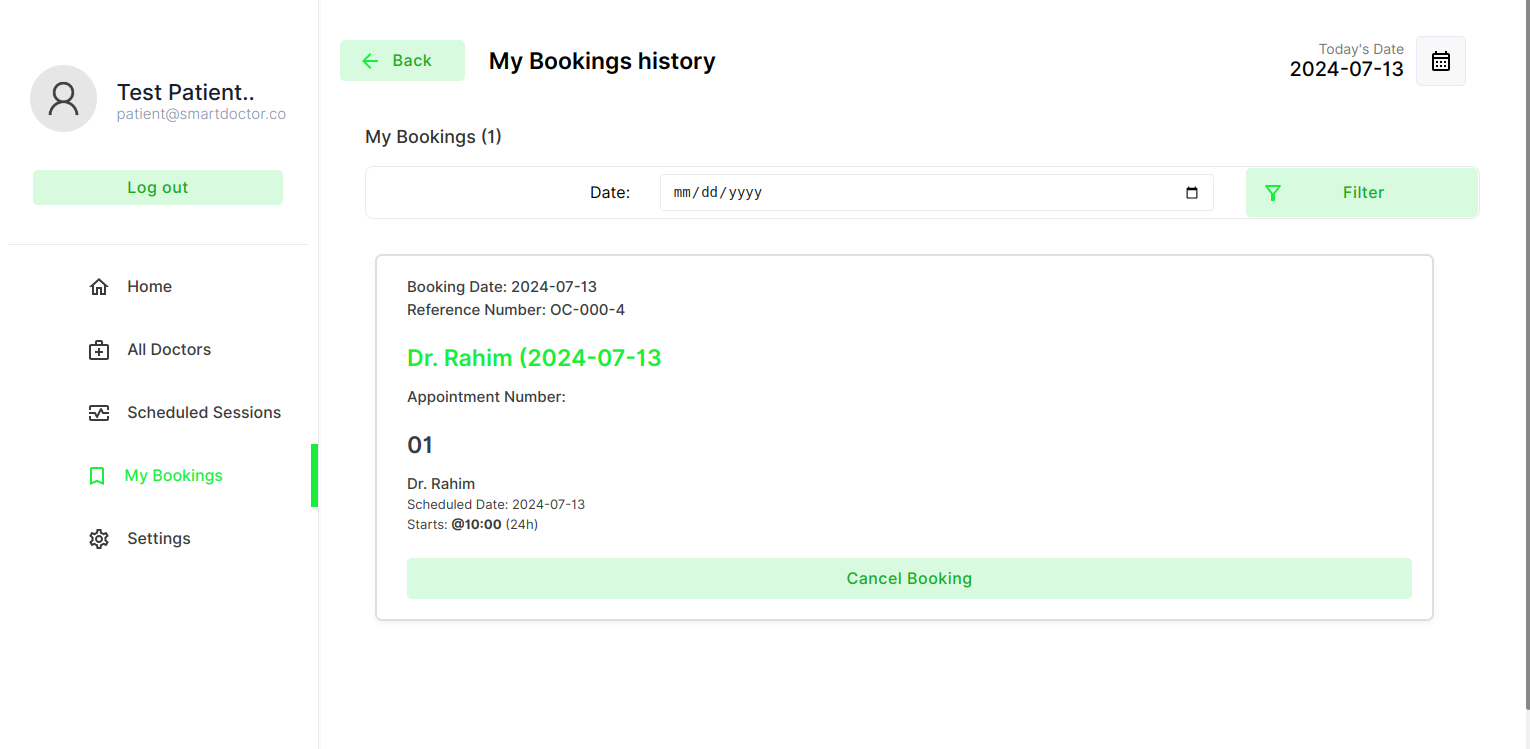 Test Patient..
patient@smartdoctor.co
Log out
Home
All Doctors
Scheduled Sessions
My Bookings
Settings
Back
My Bookings history
Today's Date
2024-07-13
My Bookings (1)
Date:
mm/dd/yyyy
Filter
Booking Date: 2024-07-13
Reference Number: OC-000-4
Dr. Rahim (2024-07-13
Appointment Number:
01
Dr. Rahim
Scheduled Date: 2024-07-13
Starts: @10:00 (24h)
Cancel Booking